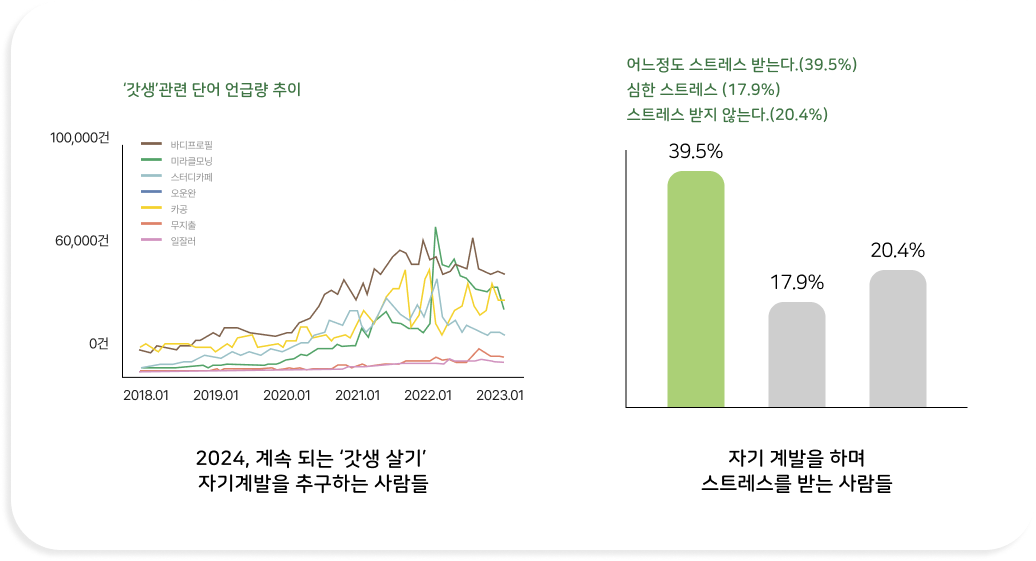 '갓생'관련 단어 언급량 추이
100,000건
60,000건
0건
바디프로필
미라클모닝
스터디카페
오운완
카공
무지출
일잘러
2018.01 2019.01 2020.01 2021.01 2022.01 2023.01
2024, 계속 되는 ‘갓생 살기’
자기계발을 추구하는 사람들
어느정도 스트레스 받는다.(39.5%)
심한 스트레스 (17.9%)
스트레스 받지 않는다.(20.4%)
39.5%
17.9%
20.4%
자기 계발을 하며
스트레스를 받는 사람들